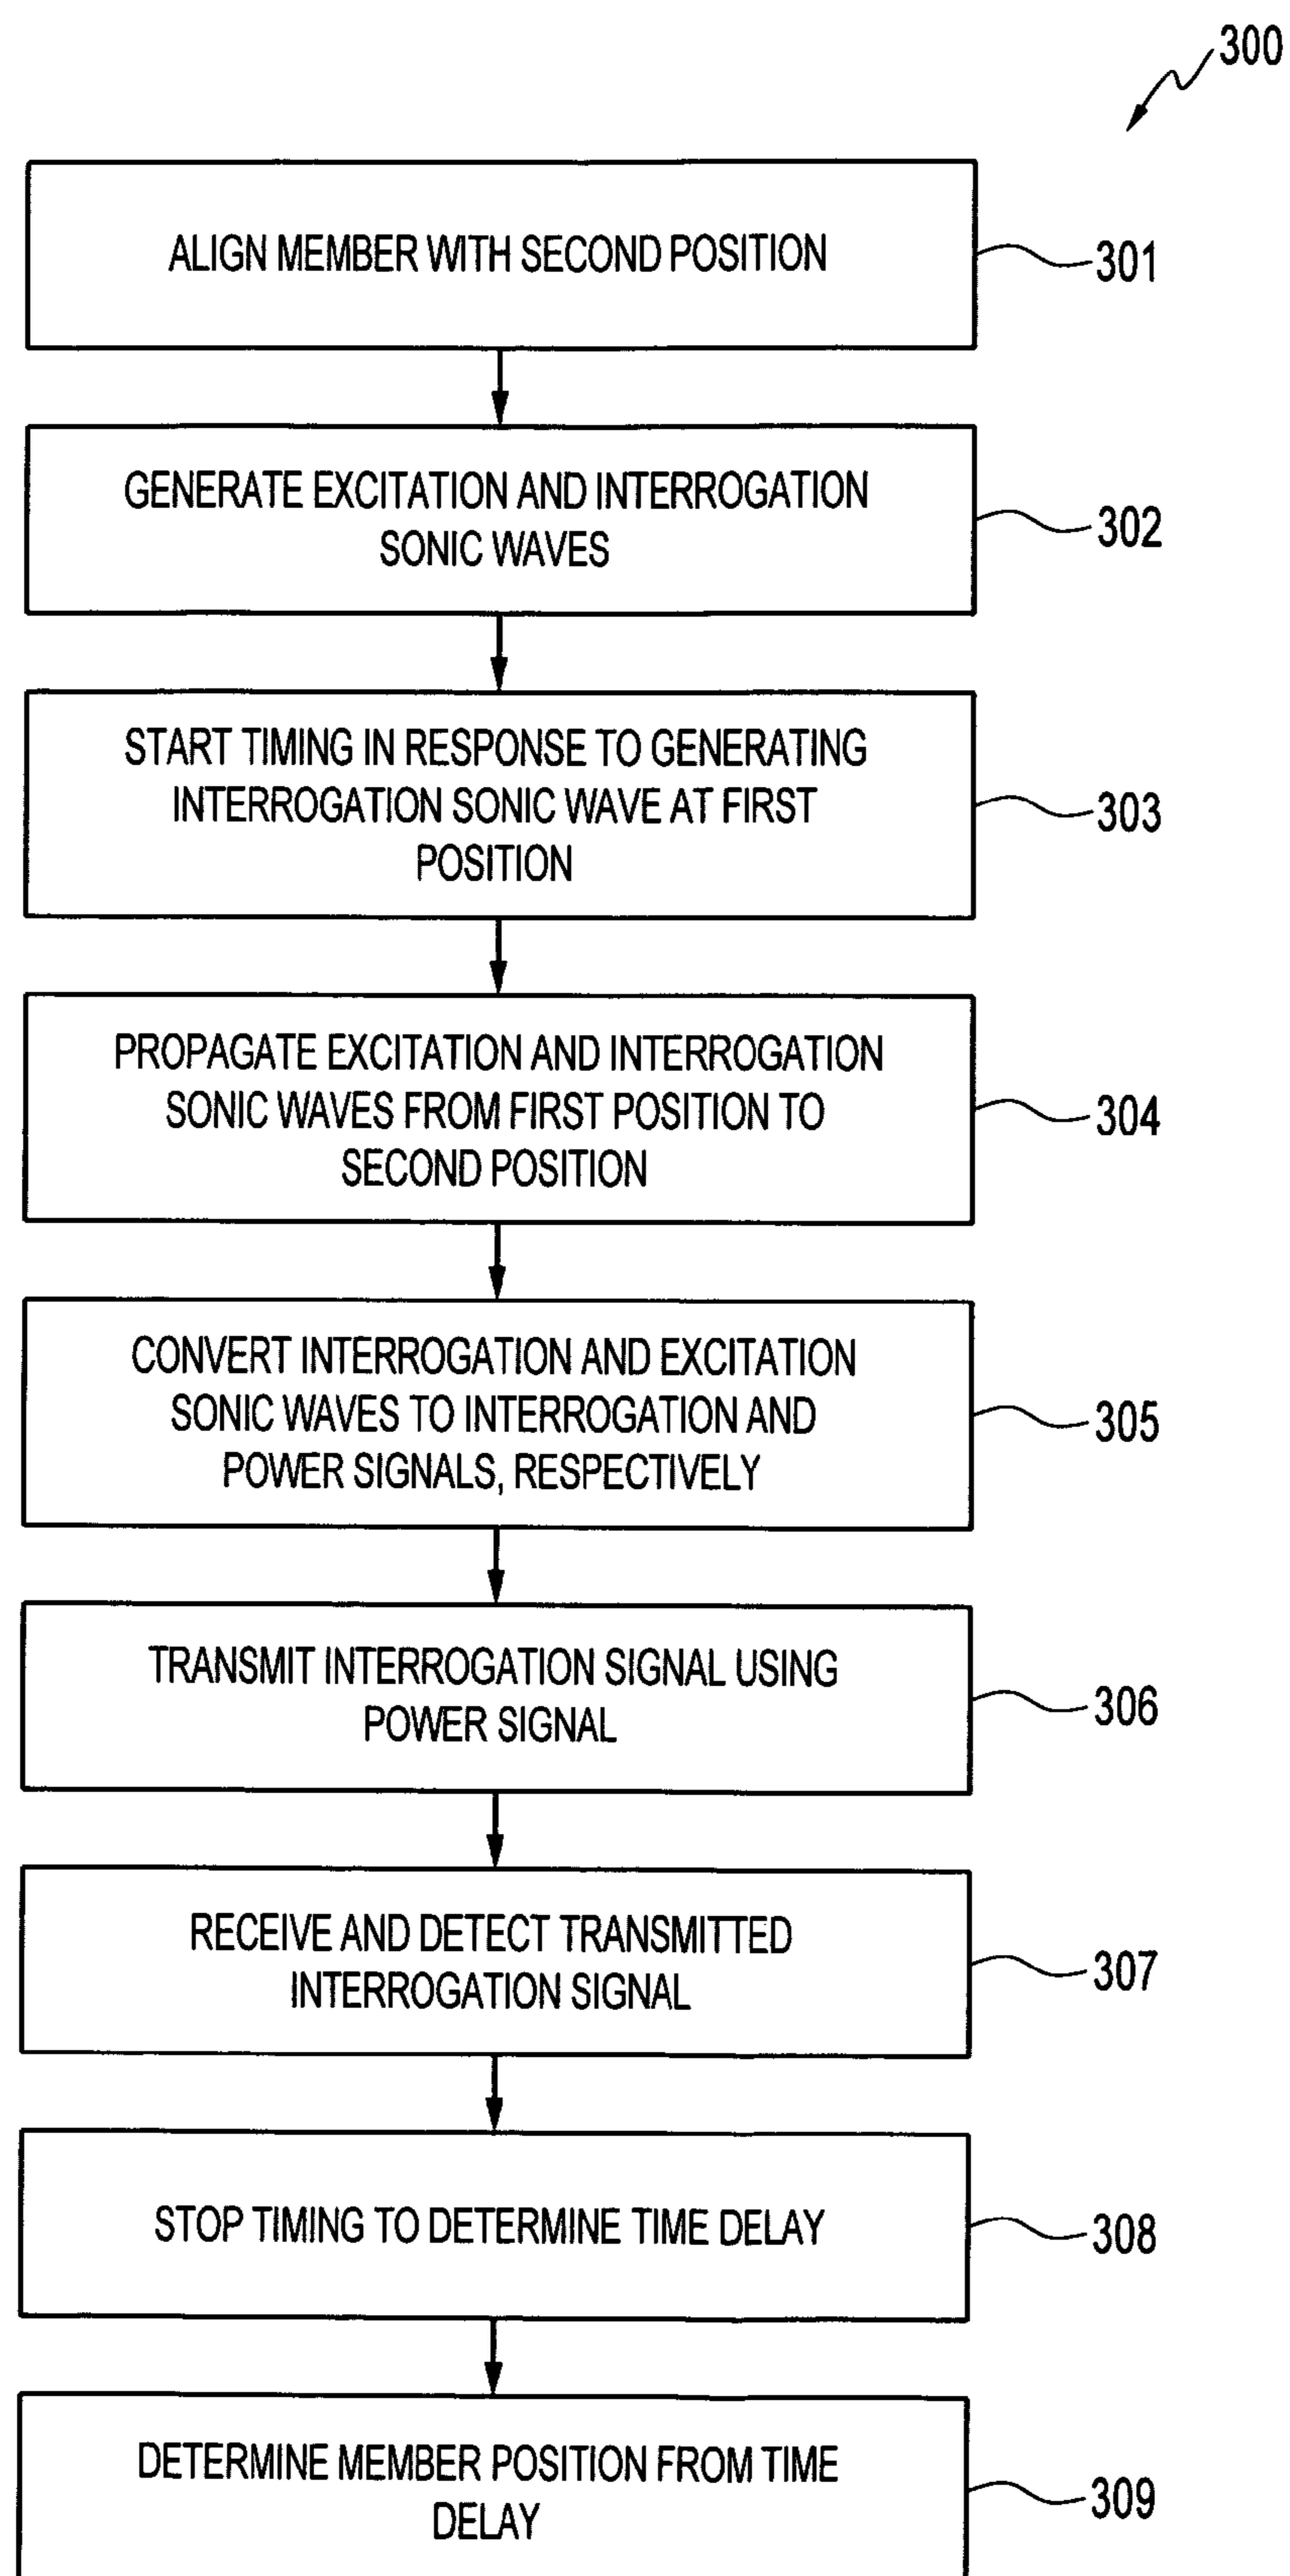 300
ALIGN MEMBER WITH SECOND POSITION
301
GENERATE EXCITATION AND INTERROGATION
SONIC WAVES
302
START TIMING IN RESPONSE TO GENERATING
INTERROGATION SONIC WAVE AT FIRST
POSITION
303
PROPAGATE EXCITATION AND INTERROGATION
SONIC WAVES FROM FIRST POSITION TO
SECOND POSITION
304
CONVERT INTERROGATION AND EXCITATION
SONIC WAVES TO INTERROGATION AND
POWER SIGNALS, RESPECTIVELY
305
TRANSMIT INTERROGATION SIGNAL USING
POWER SIGNAL
306
RECEIVE AND DETECT TRANSMITTED
INTERROGATION SIGNAL
307
STOP TIMING TO DETERMINE TIME DELAY
308
DETERMINE MEMBER POSITION FROM TIME
DELAY
309